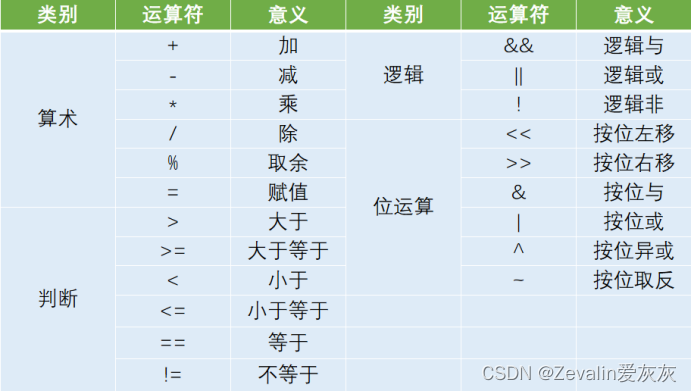 类别 运算符 意义 类别 运算符 意义
算术 + 加 逻辑 && 逻辑与
- 减 || 逻辑或
* 乘 ! 逻辑非
/ 除 位运算 << 按位左移
% 取余 >> 按位右移
= 赋值 & 按位与
判断 > 大于 | 按位或
>= 大于等于 ^ 按位异或
< 小于 ~ 按位取反
<= 小于等于
== 等于
!= 不等于
CSDN @Zevalin爱灰灰